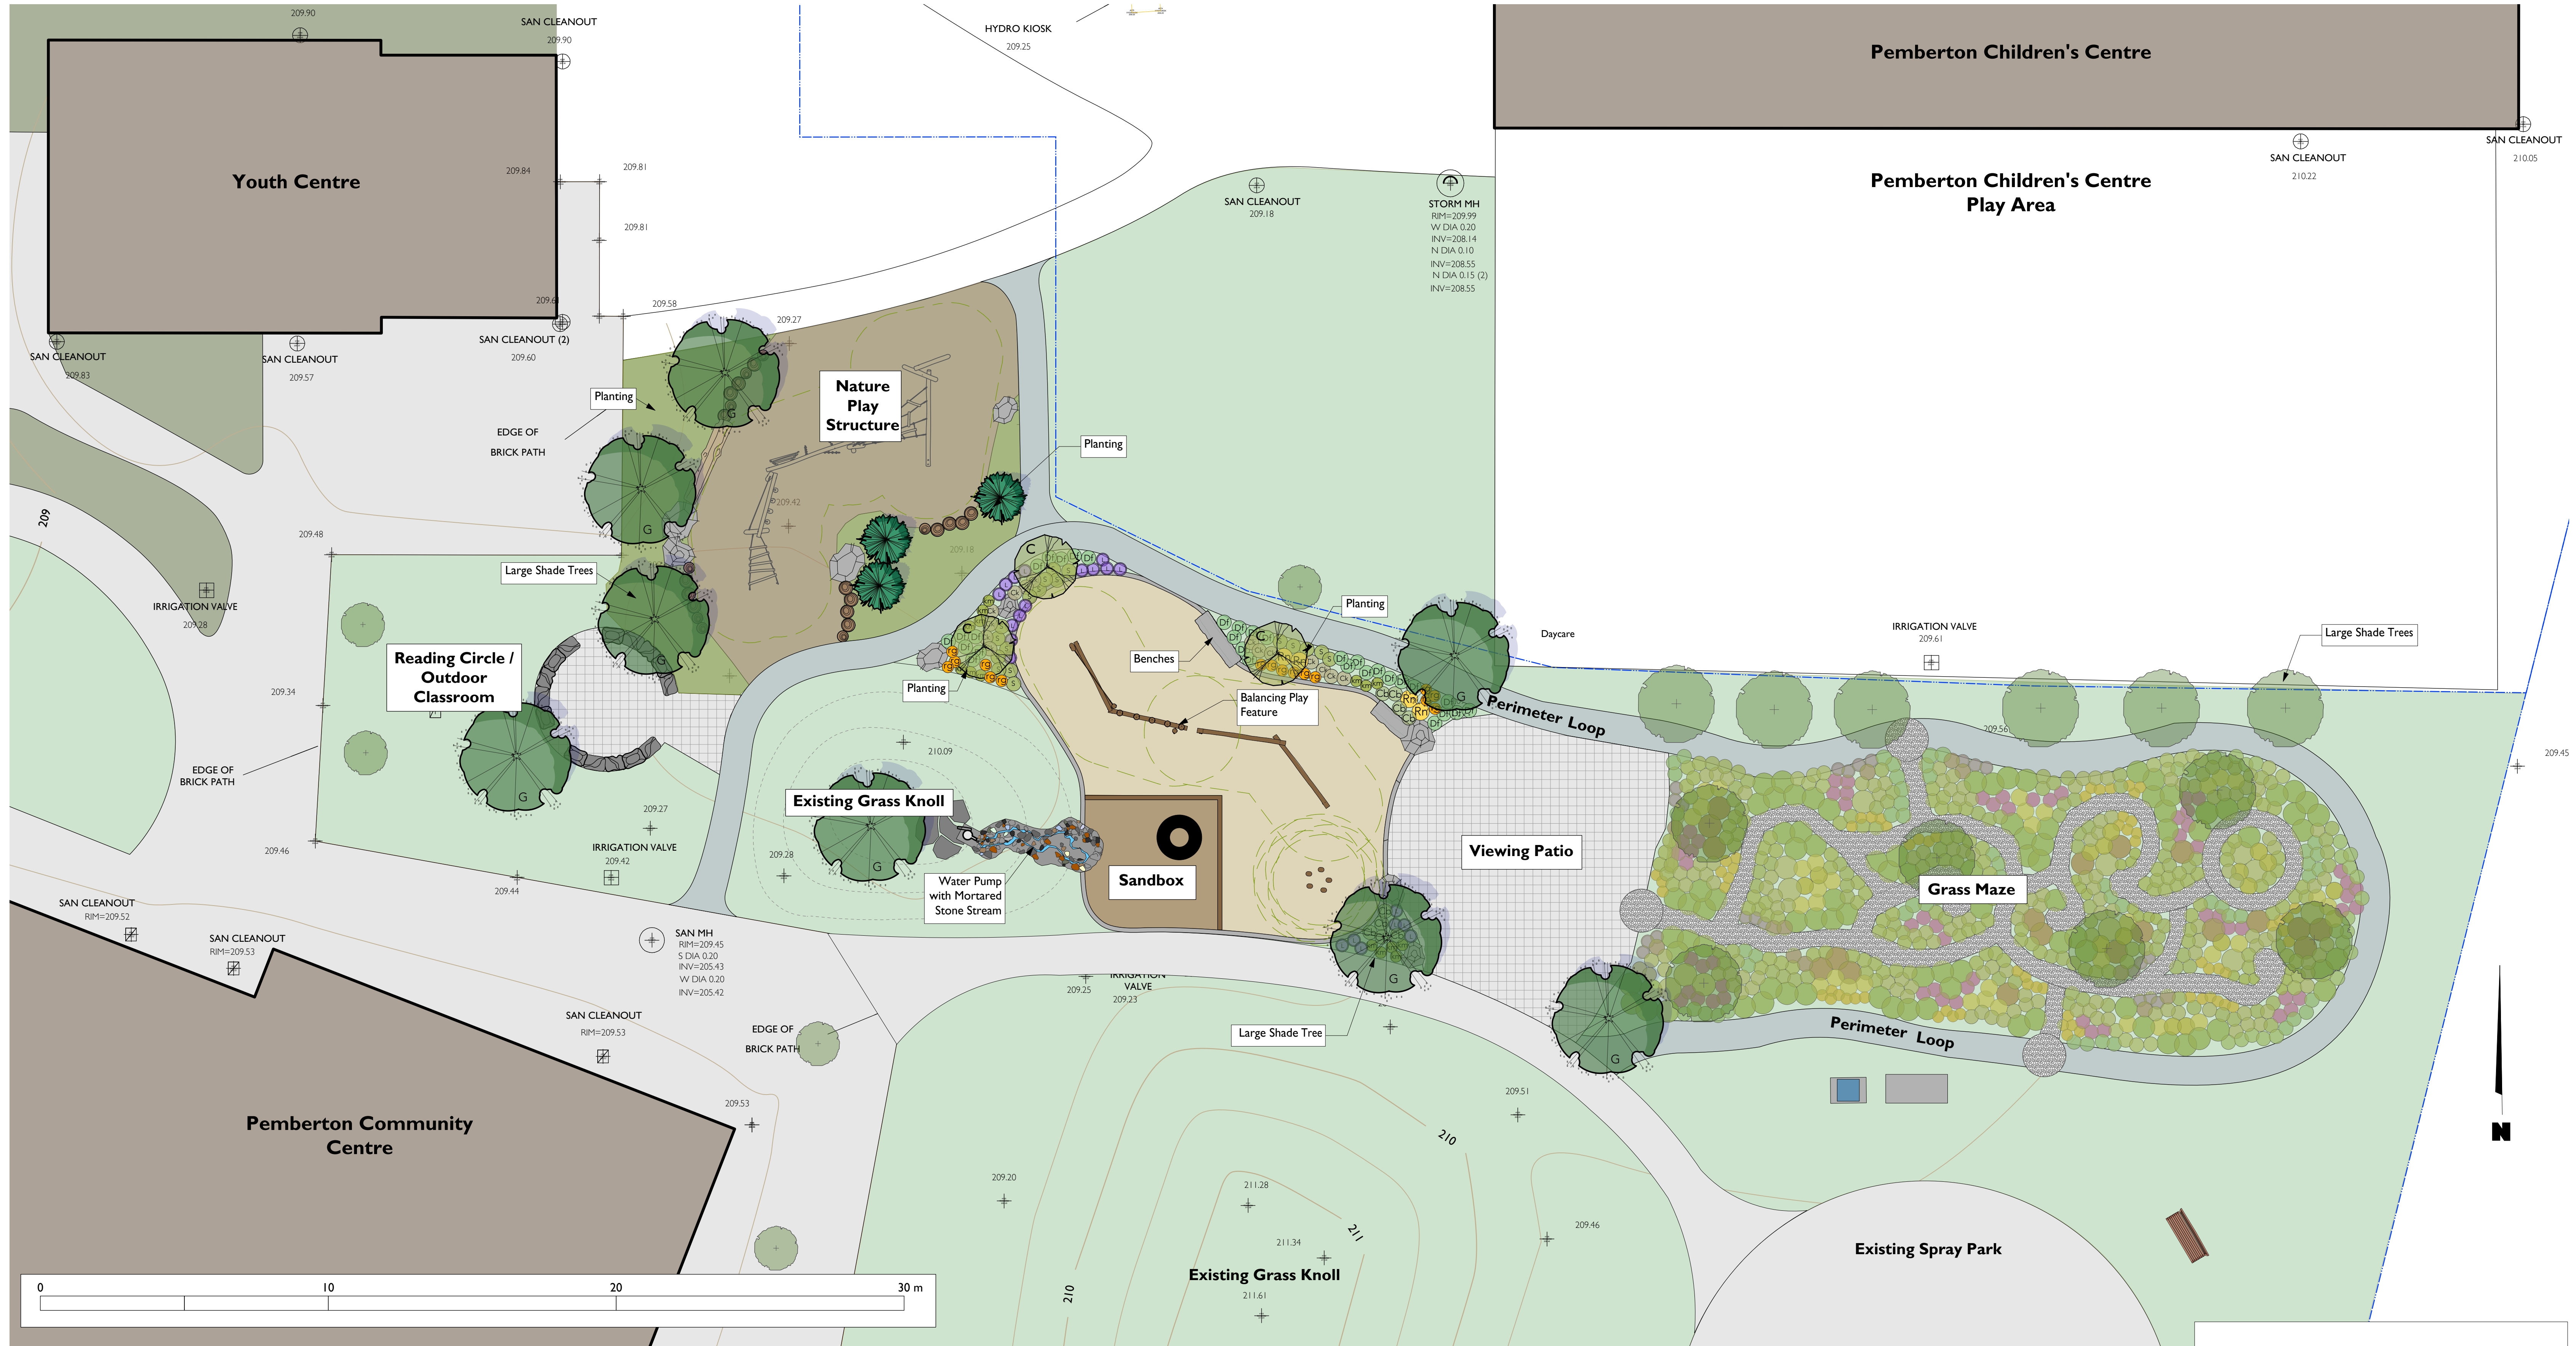 209.90
SAN CLEANOUT
209.90
HYDRO KIOSK
209.25
Pemberton Children's Centre
SAN CLEANOUT
210.05
SAN CLEANOUT
210.22
Youth Centre
209.84
209.81
209.81
Pemberton Children's Centre
Play Area
SAN CLEANOUT
209.18
STORM MH
RIM=209.99
W DIA 0.20
INV=208.14
N DIA 0.10
INV=208.55
N DIA 0.15 (2)
INV=208.55
209.58
209.27
SAN CLEANOUT (2)
209.60
SAN CLEANOUT
209.83
SAN CLEANOUT
209.57
Nature
Play
Structure
Planting
EDGE OF
BRICK PATH
Planting
209
209.42
209.48
209.18
Large Shade Trees
IRRIGATION VALVE
209.28
Planting
Daycare
IRRIGATION VALVE
209.61
Large Shade Trees
Reading Circle /
Outdoor
Classroom
209.34
Benches
Planting
Balancing Play
Feature
Perimeter Loop
209.56
210.09
209.45
EDGE OF
BRICK PATH
Existing Grass Knoll
209.27
IRRIGATION VALVE
209.42
209.28
209.46
209.44
Water Pump
with Mortared
Stone Stream
Sandbox
Viewing Patio
Grass Maze
SAN CLEANOUT
RIM=209.52
SAN CLEANOUT
RIM=209.53
SAN MH
RIM=209.45
S DIA 0.20
INV=205.43
W DIA 0.20
INV=205.42
IRRIGATION
VALVE
209.25
209.23
SAN CLEANOUT
RIM=209.53
EDGE OF
BRICK PATH
Large Shade Tree
Perimeter Loop
209.53
209.51
210
N
Pemberton Community
Centre
209.20
211.28
209.46
211
211.34
Existing Grass Knoll
211.61
210
Existing Spray Park
0 10 20 30 m